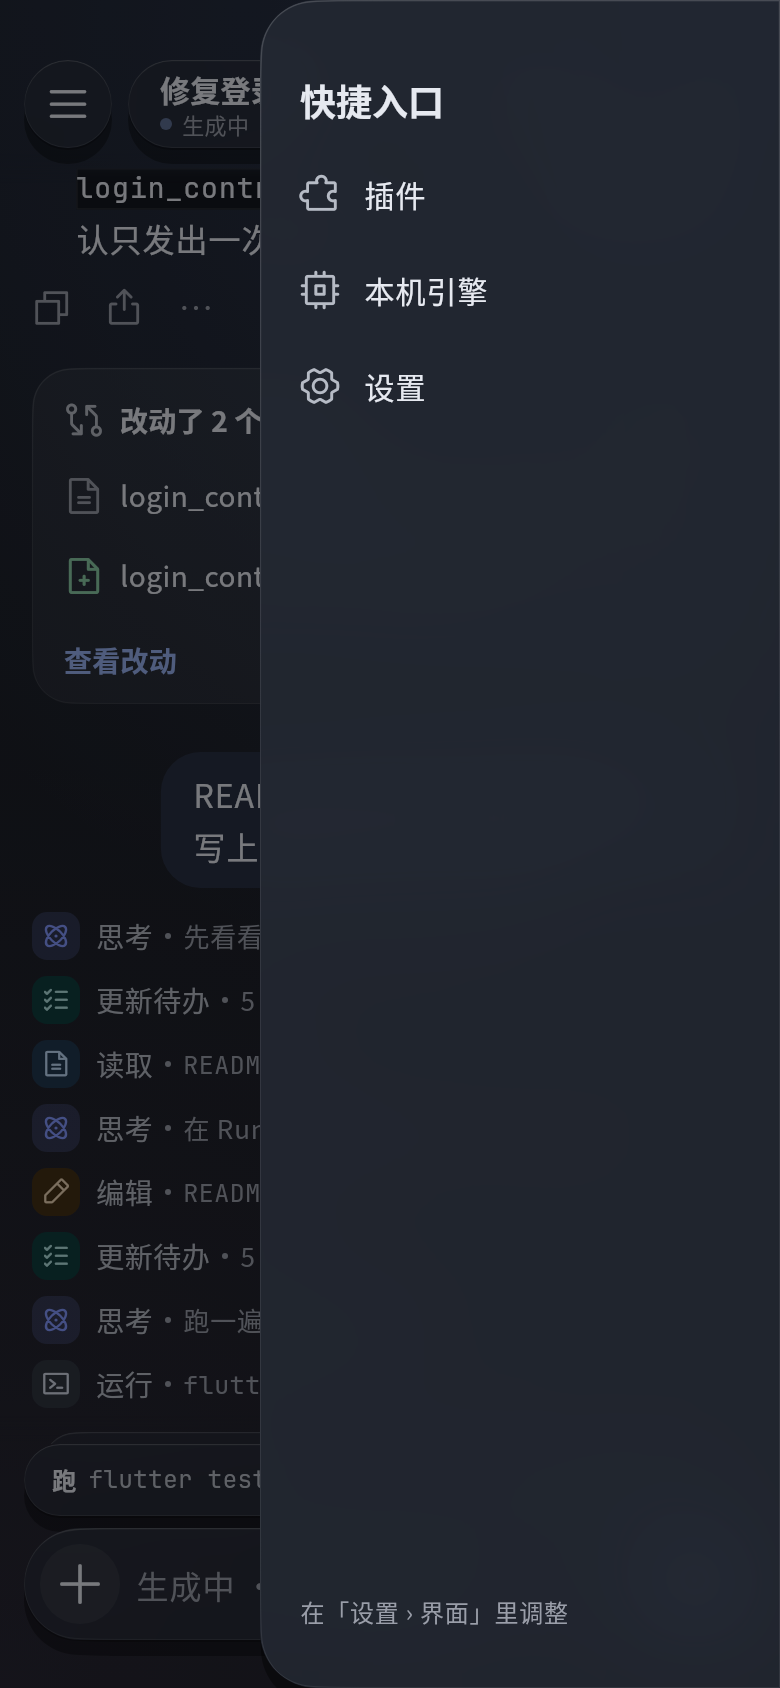 修复登录
生成中
login_contr
认只发出一次
改动了 2 个
login_cont
login_cont
查看改动
READ
写上
思考・先看看
更新待办・5
读取・READM
思考・在 Run
编辑・READM
更新待办・5
思考・跑一遍
运行・flutt
跑 flutter test
生成中・
快捷入口
插件
本机引擎
设置
在「设置 › 界面」里调整